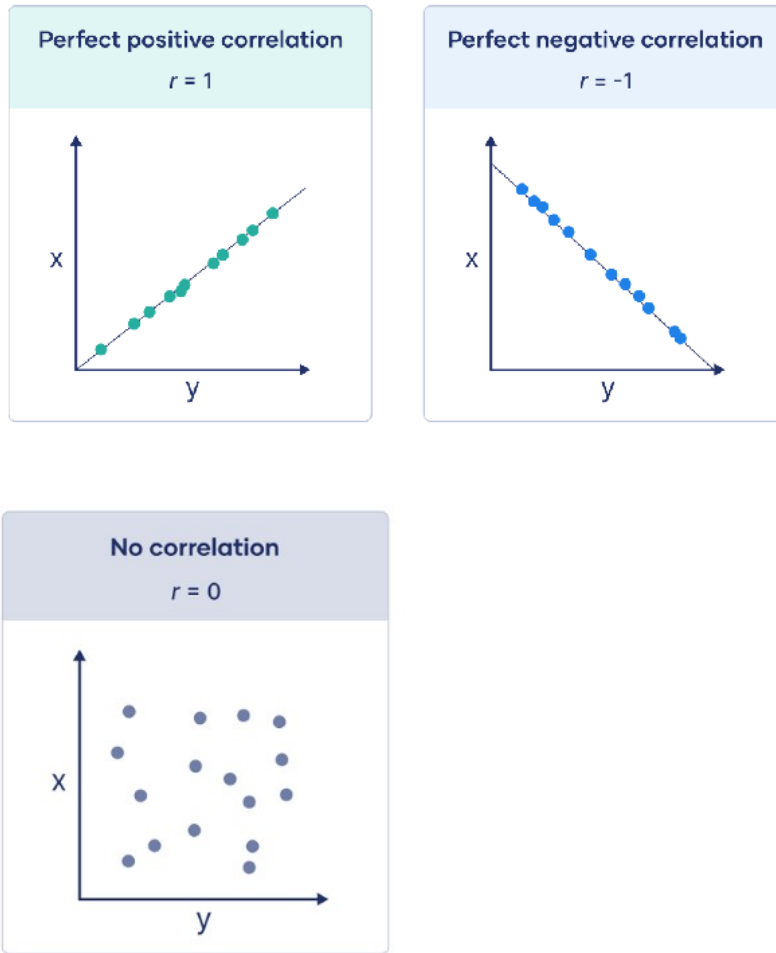 Perfect positive correlation
r = 1
x
y
Perfect negative correlation
r = -1
x
y
No correlation
r = 0
x
y